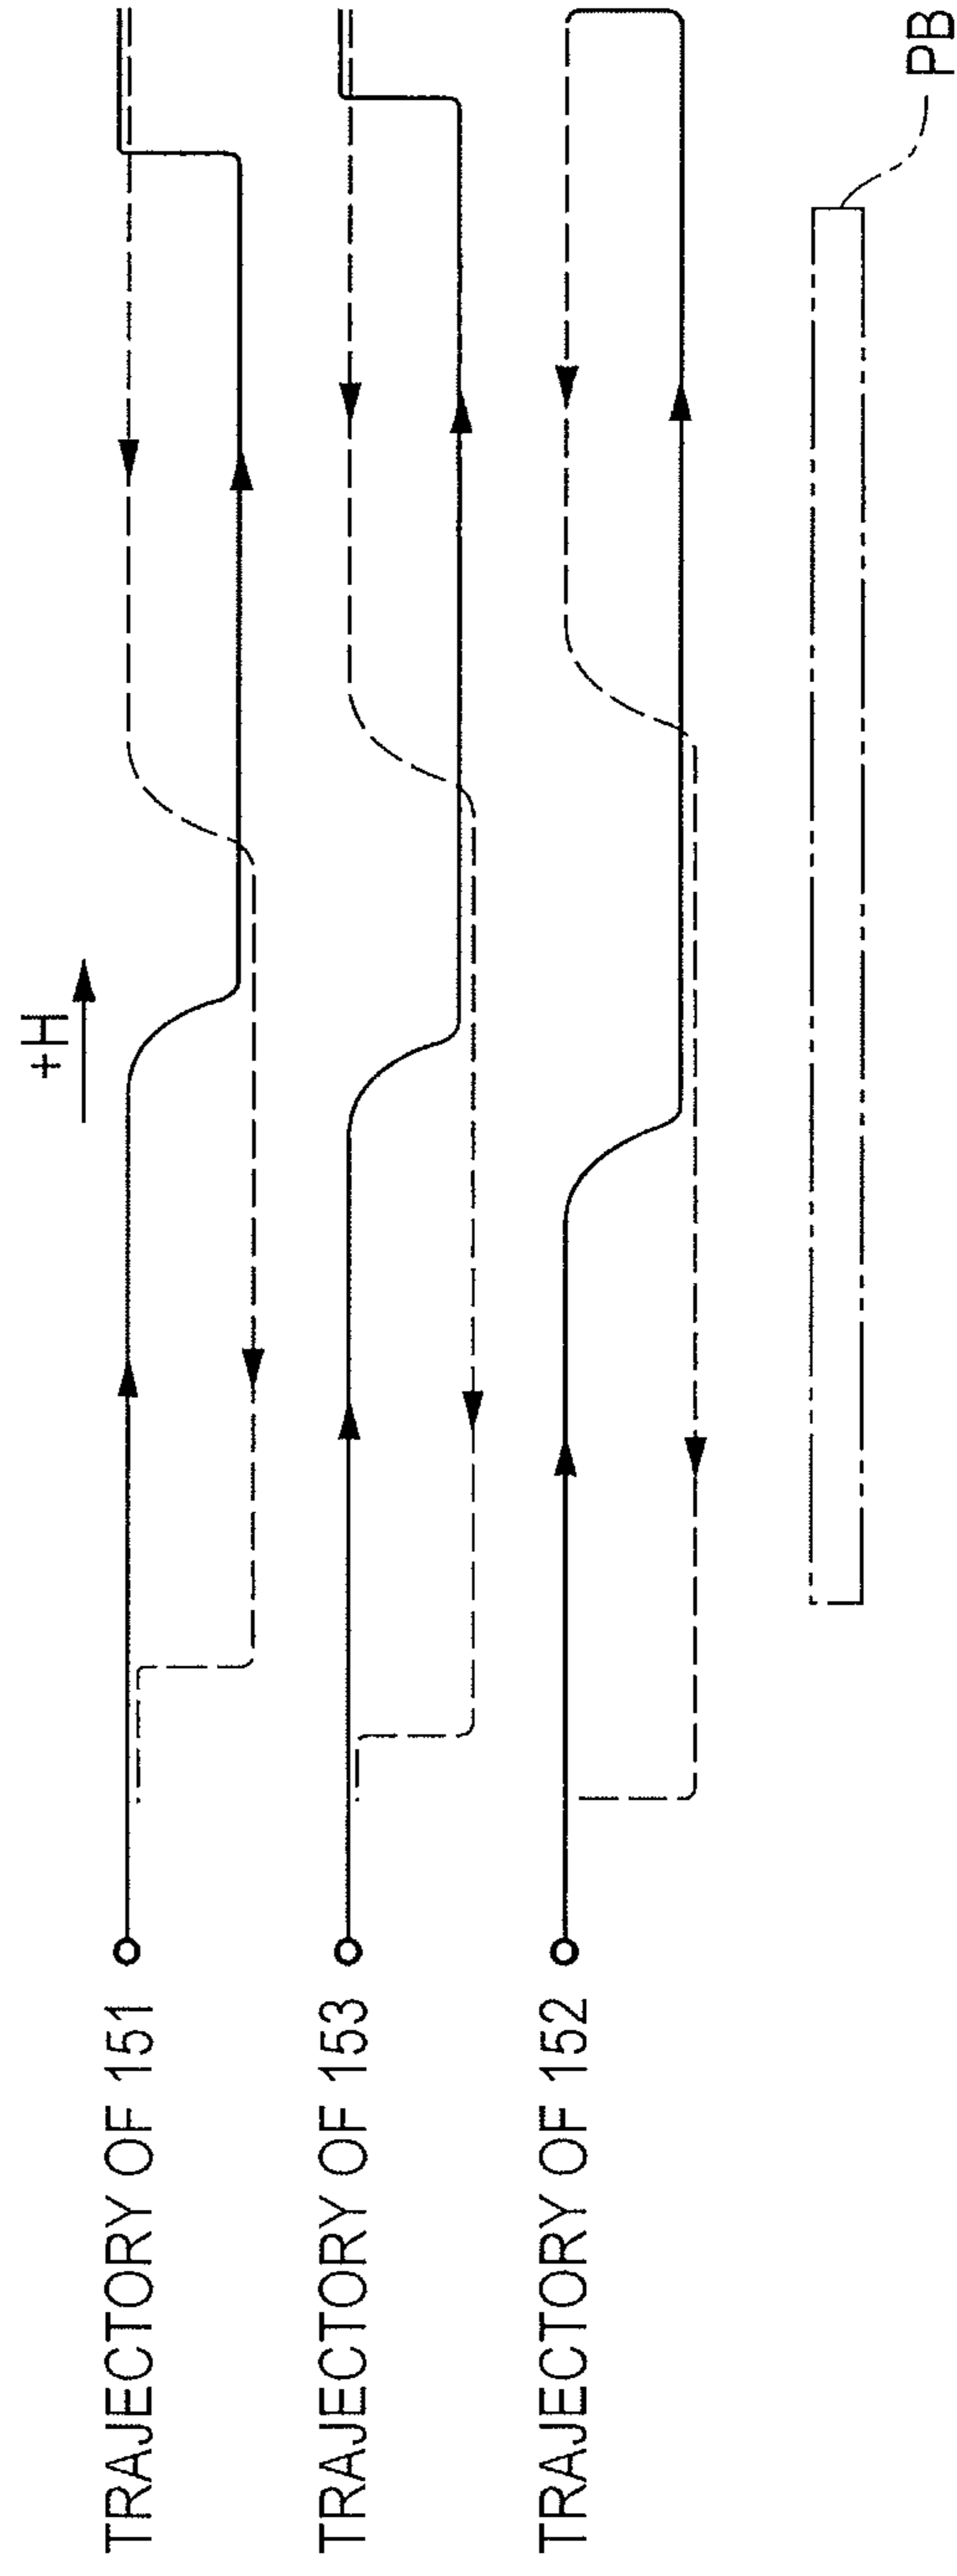 +H
TRAJECTORY OF 151
TRAJECTORY OF 153
TRAJECTORY OF 152
PB